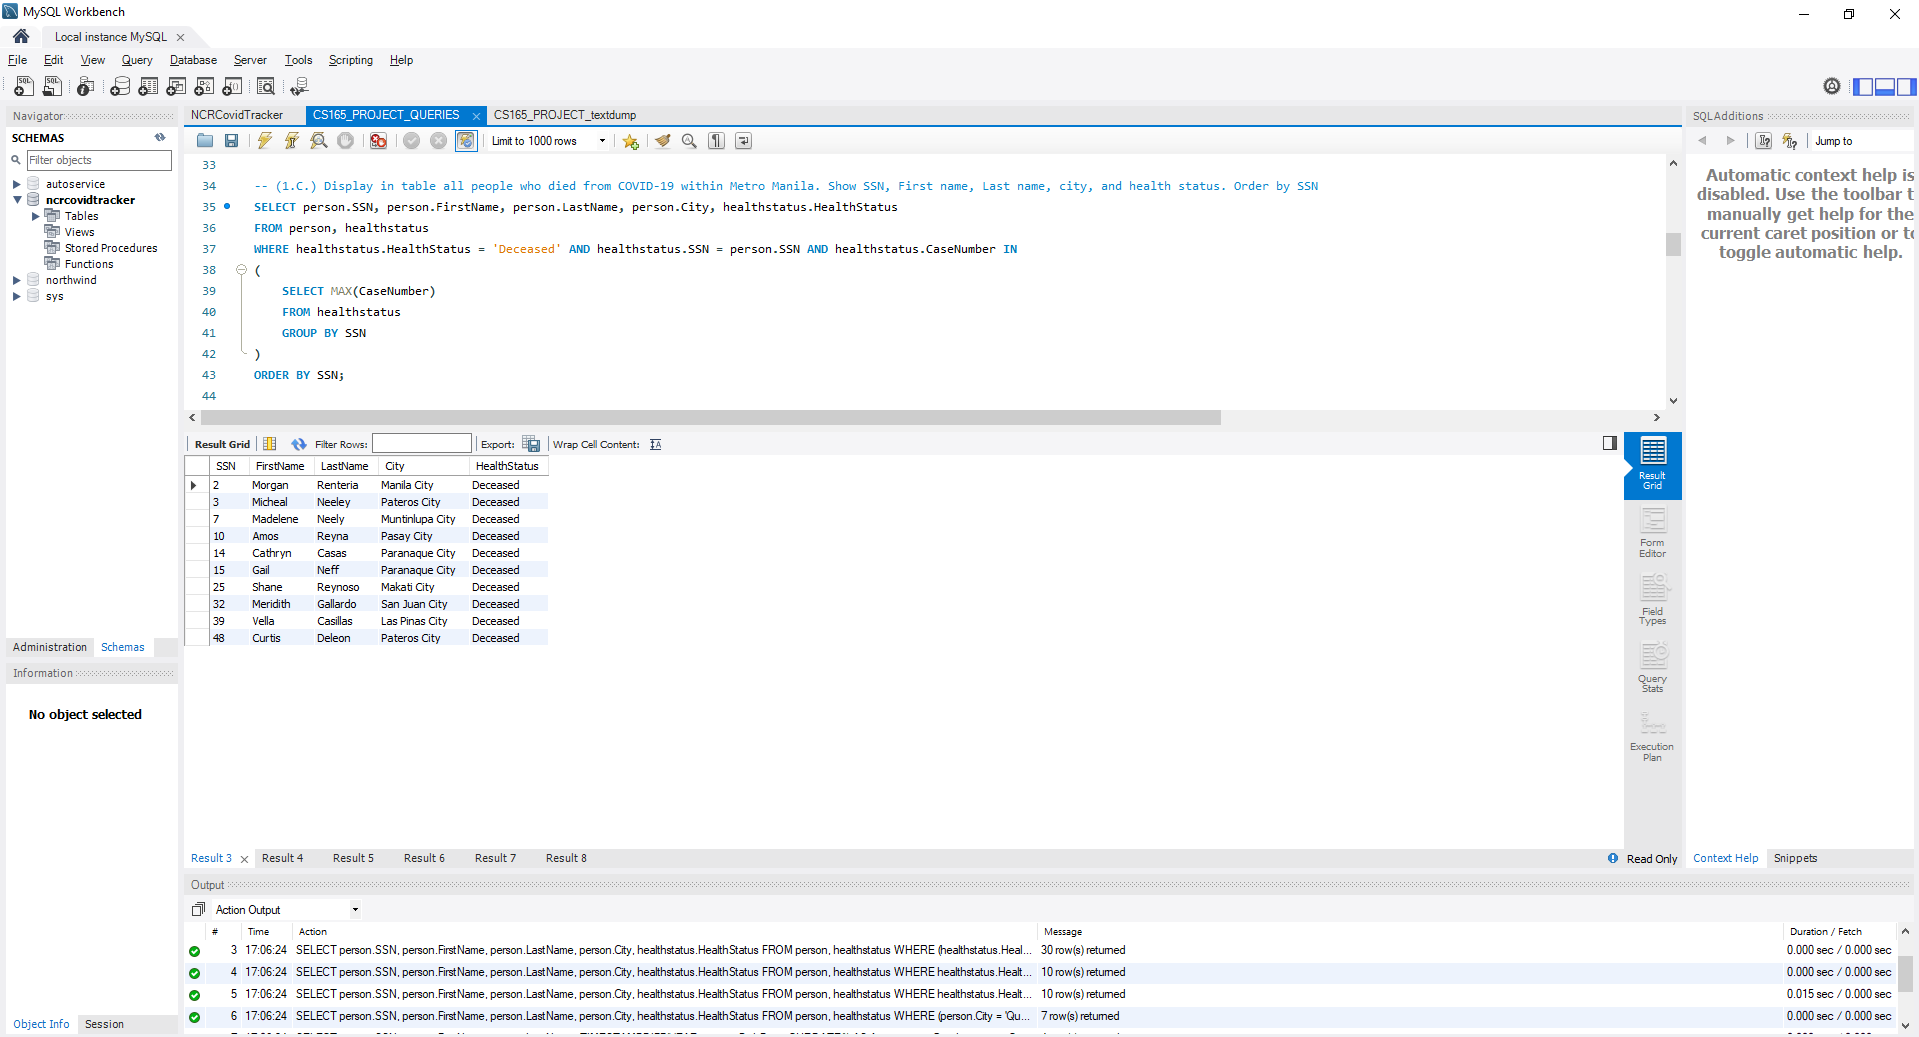 MySQL Workbench
Local instance MySQL
File Edit View Query Database Server Tools Scripting Help
Navigator
SCHEMAS
Filter objects
autoservice
ncrcovidtracker
Tables
Views
Stored Procedures
Functions
northwind
sys
Administration Schemas
Information
No object selected
Object Info Session
NCRCovidTracker CS165_PROJECT_QUERIES CS165_PROJECT_textdump
Limit to 1000 rows
33
34 -- (1.C.) Display in table all people who died from COVID-19 within Metro Manila. Show SSN, First name, Last name, city, and health status. Order by SSN
35 SELECT person.SSN, person.FirstName, person.LastName, person.City, healthstatus.HealthStatus
36 FROM person, healthstatus
37 WHERE healthstatus.HealthStatus = 'Deceased' AND healthstatus.SSN = person.SSN AND healthstatus.CaseNumber IN
38 (
39 SELECT MAX(CaseNumber)
40 FROM healthstatus
41 GROUP BY SSN
42 )
43 ORDER BY SSN;
44
Result Grid Filter Rows: Export: Wrap Cell Content:
SSN FirstName LastName City HealthStatus
2 Morgan Renteria Manila City Deceased
3 Micheal Neeley Pateros City Deceased
7 Madelene Neely Muntinlupa City Deceased
10 Amos Reyna Pasay City Deceased
14 Cathryn Casas Paranaque City Deceased
15 Gail Neff Paranaque City Deceased
25 Shane Reynoso Makati City Deceased
32 Meridith Gallardo San Juan City Deceased
39 Vella Casillas Las Pinas City Deceased
48 Curtis Deleon Pateros City Deceased
Result
Grid
Form
Editor
Field
Types
Query
Stats
Execution
Plan
Result 3 Result 4 Result 5 Result 6 Result 7 Result 8
Read Only
SQLAdditions
Jump to
Automatic context help is
disabled. Use the toolbar t
manually get help for the
current caret position or to
toggle automatic help.
Context Help Snippets
Output
Action Output
# Time Action Message Duration / Fetch
3 17:06:24 SELECT person.SSN, person.FirstName, person.LastName, person.City, healthstatus.HealthStatus FROM person, healthstatus WHERE (healthstatus.Heal... 30 row(s) returned 0.000 sec / 0.000 sec
4 17:06:24 SELECT person.SSN, person.FirstName, person.LastName, person.City, healthstatus.HealthStatus FROM person, healthstatus WHERE healthstatus.Healt... 10 row(s) returned 0.000 sec / 0.000 sec
5 17:06:24 SELECT person.SSN, person.FirstName, person.LastName, person.City, healthstatus.HealthStatus FROM person, healthstatus WHERE healthstatus.Healt... 10 row(s) returned 0.015 sec / 0.000 sec
6 17:06:24 SELECT person.SSN, person.FirstName, person.LastName, person.City, healthstatus.HealthStatus FROM person, healthstatus WHERE (person.City = 'Qu... 7 row(s) returned 0.000 sec / 0.000 sec